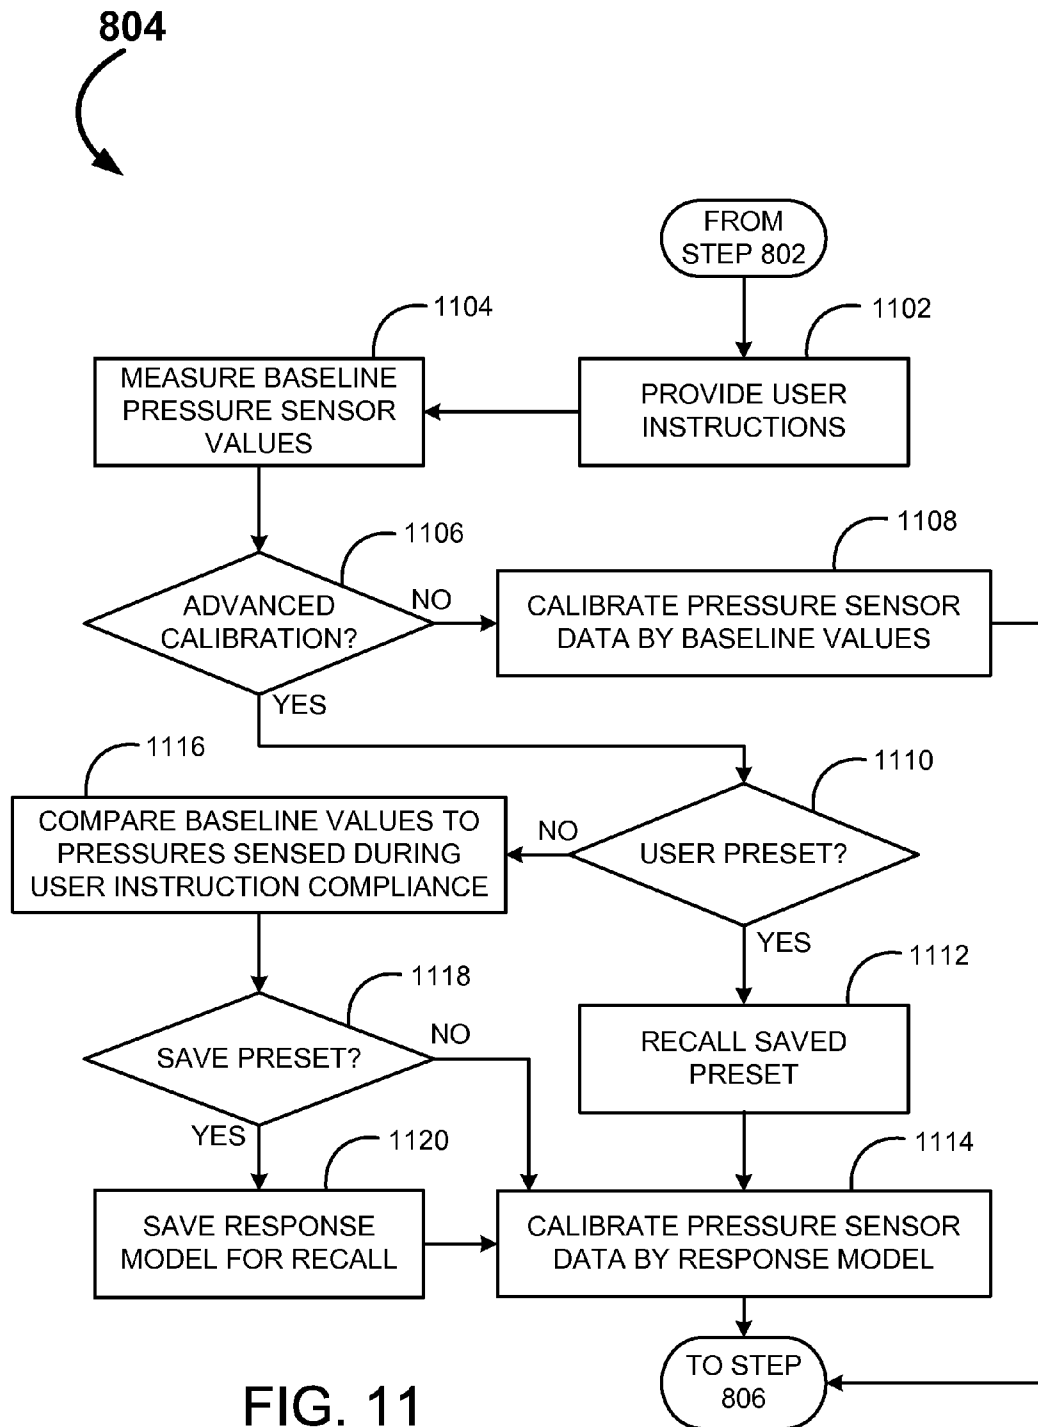 804
FROM
STEP 802
1104
1102
MEASURE BASELINE
PRESSURE SENSOR
VALUES
PROVIDE USER
INSTRUCTIONS
1106
1108
ADVANCED
CALIBRATION?
NO
CALIBRATE PRESSURE SENSOR
DATA BY BASELINE VALUES
YES
1116
1110
COMPARE BASELINE VALUES TO
PRESSURES SENSED DURING
USER INSTRUCTION COMPLIANCE
NO
USER PRESET?
YES
1118
1112
SAVE PRESET?
NO
RECALL SAVED
PRESET
YES
1120
1114
SAVE RESPONSE
MODEL FOR RECALL
CALIBRATE PRESSURE SENSOR
DATA BY RESPONSE MODEL
TO STEP
806
FIG. 11